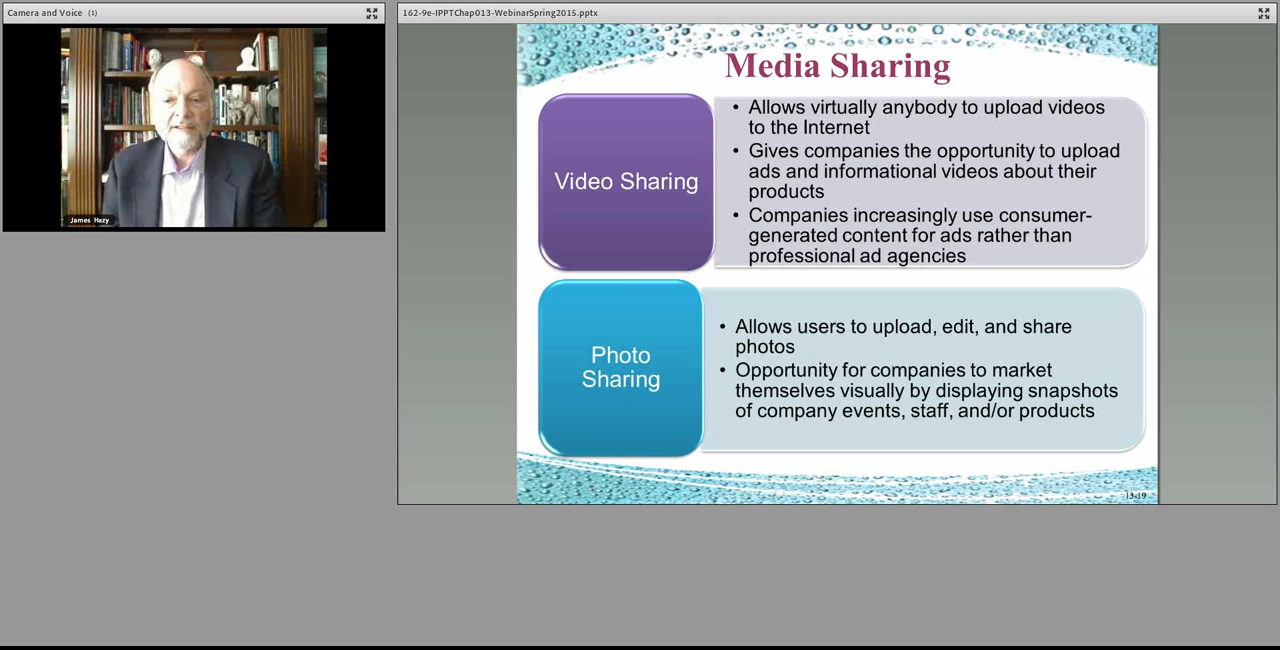 Camera and Voice (1)
James Hazy
162-9e-IPPTChap013-WebinarSpring2015.pptx
Media Sharing
Video Sharing
• Allows virtually anybody to upload videos
to the Internet
• Gives companies the opportunity to upload
ads and informational videos about their
products
• Companies increasingly use consumer-
generated content for ads rather than
professional ad agencies
Photo
Sharing
• Allows users to upload, edit, and share
photos
• Opportunity for companies to market
themselves visually by displaying snapshots
of company events, staff, and/or products
13-19